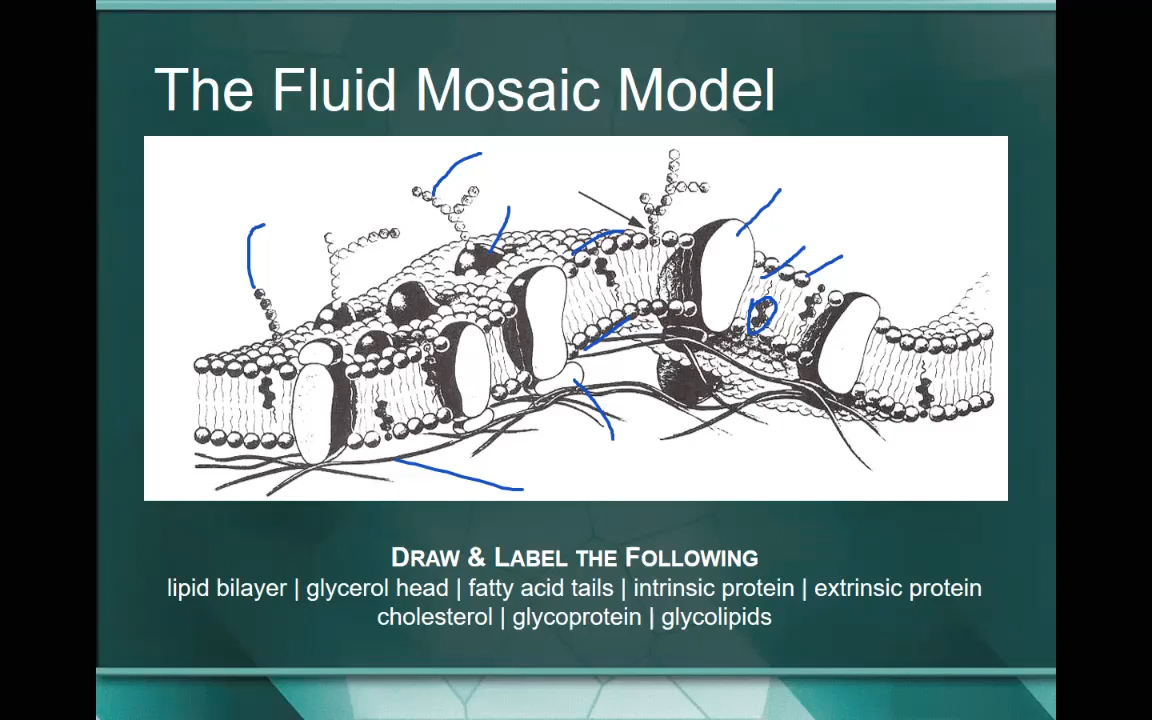 The Fluid Mosaic Model
DRAW & LABEL THE FOLLOWING
lipid bilayer | glycerol head | fatty acid tails | intrinsic protein | extrinsic protein
cholesterol | glycoprotein | glycolipids